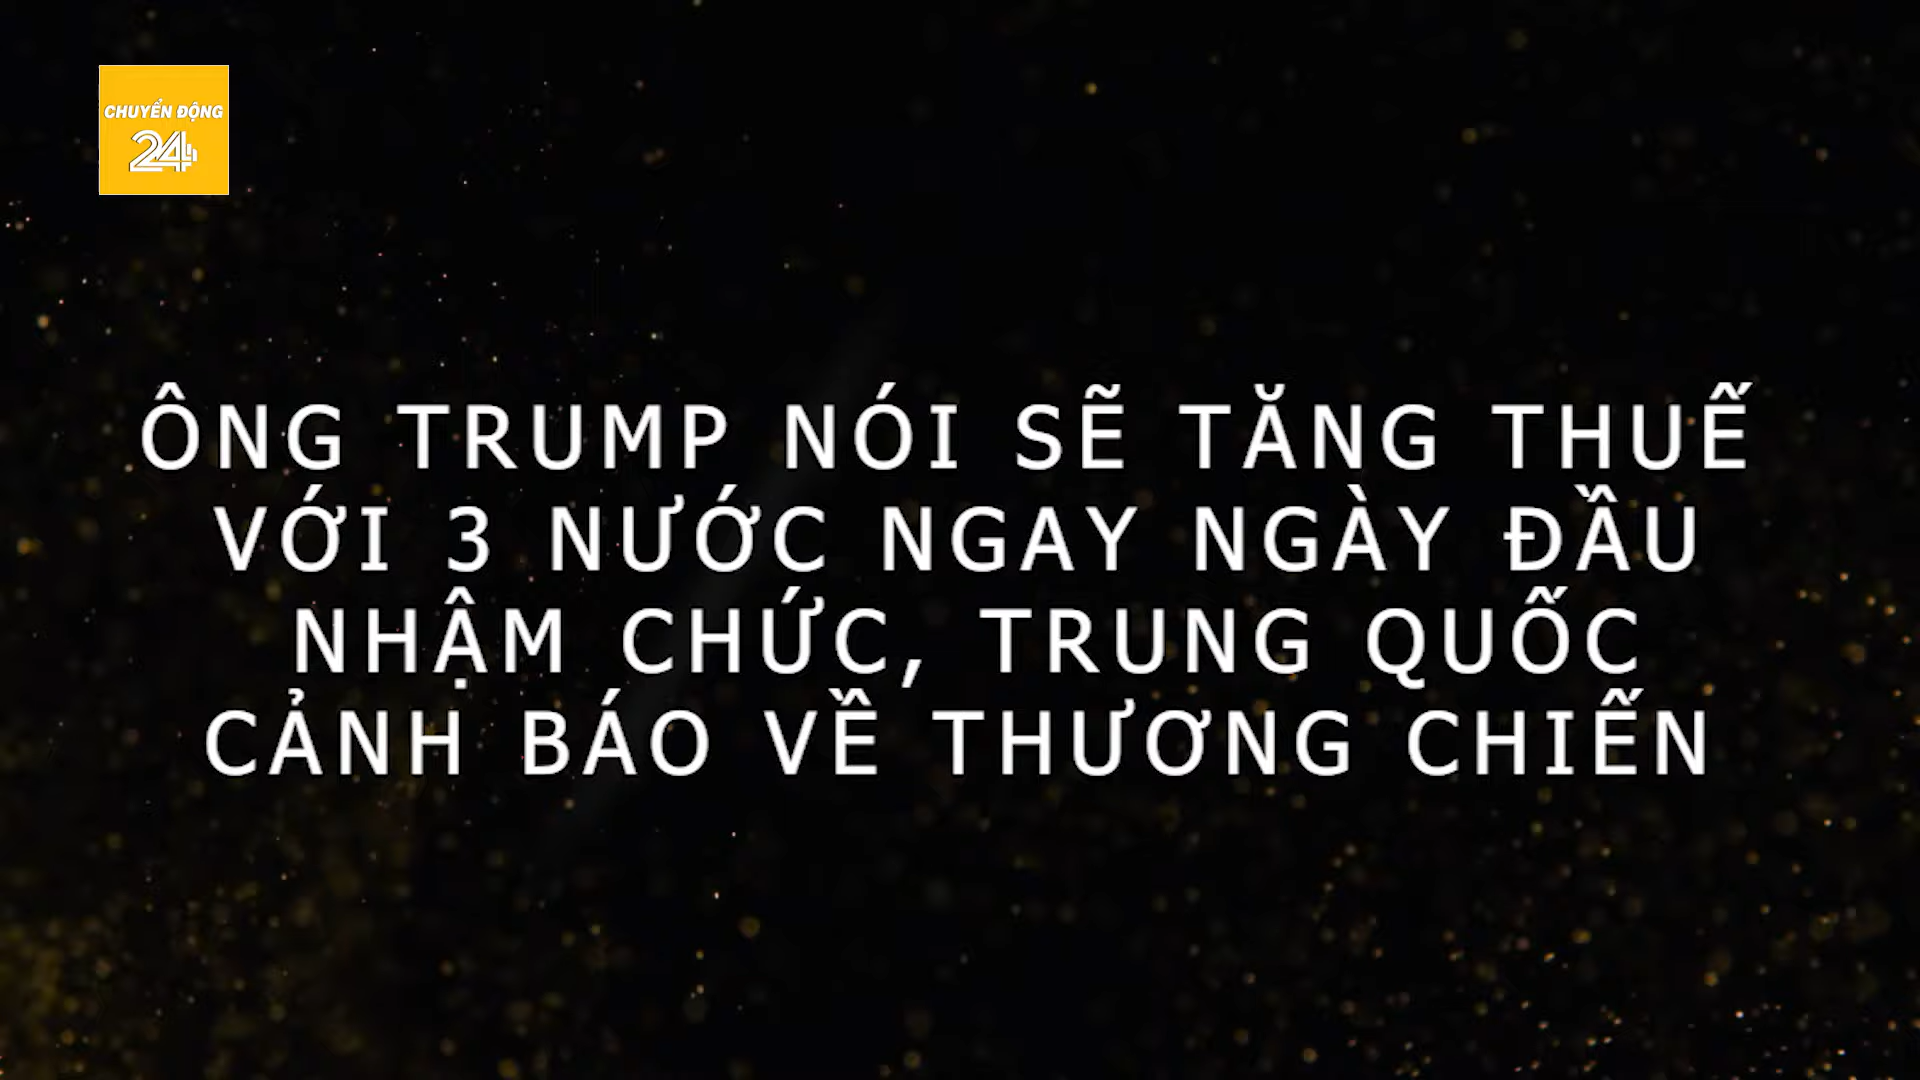 CHUYỂN ĐỘNG
24h
ÔNG TRUMP NÓI SẼ TĂNG THUẾ
VỚI 3 NƯỚC NGAY NGÀY ĐẦU
NHẬM CHỨC, TRUNG QUỐC
CẢNH BÁO VỀ THƯƠNG CHIẾN